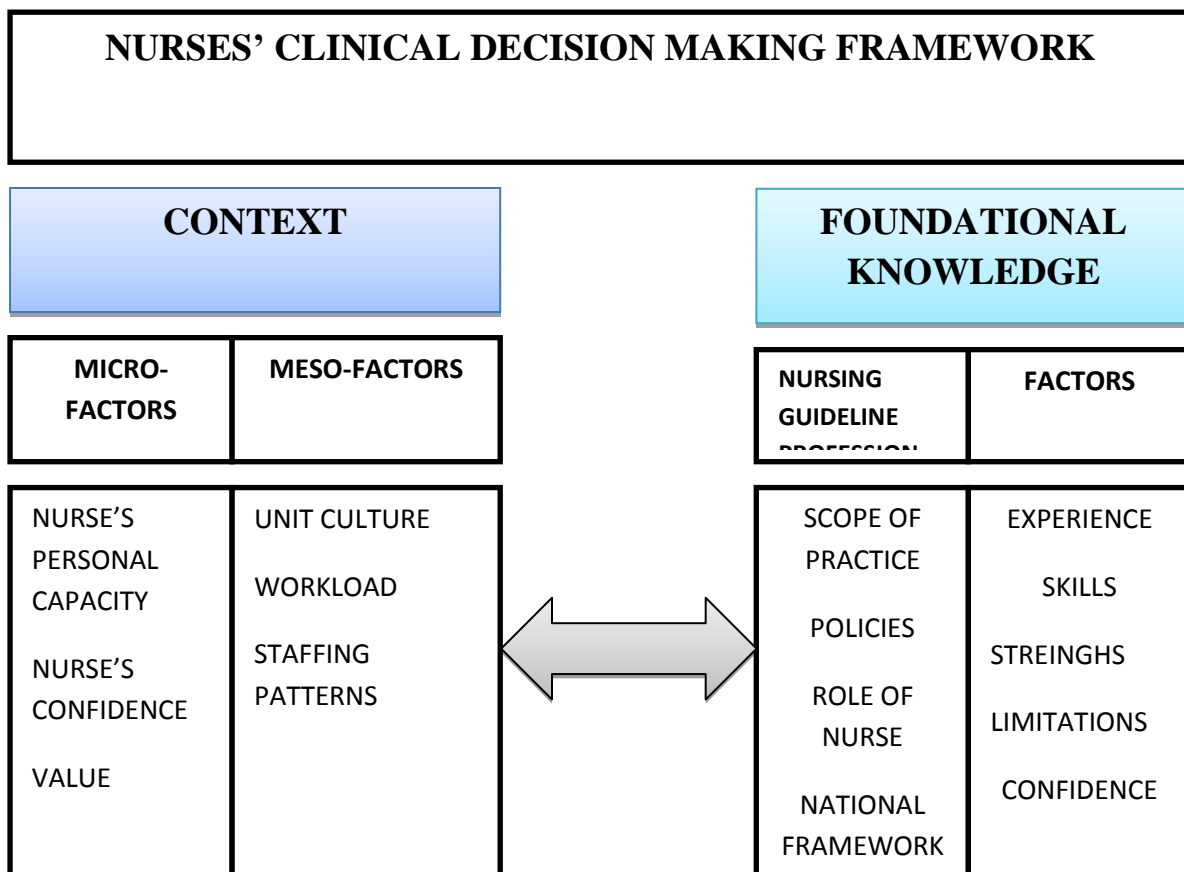 NURSES’ CLINICAL DECISION MAKING FRAMEWORK
CONTEXT
FOUNDATIONAL
KNOWLEDGE
MICRO-
FACTORS
MESO-FACTORS
NURSING
GUIDELINE
PROFESSION
FACTORS
NURSE’S
PERSONAL
CAPACITY
NURSE’S
CONFIDENCE
VALUE
UNIT CULTURE
WORKLOAD
STAFFING
PATTERNS
SCOPE OF
PRACTICE
POLICIES
ROLE OF
NURSE
NATIONAL
FRAMEWORK
EXPERIENCE
SKILLS
STREINGHS
LIMITATIONS
CONFIDENCE